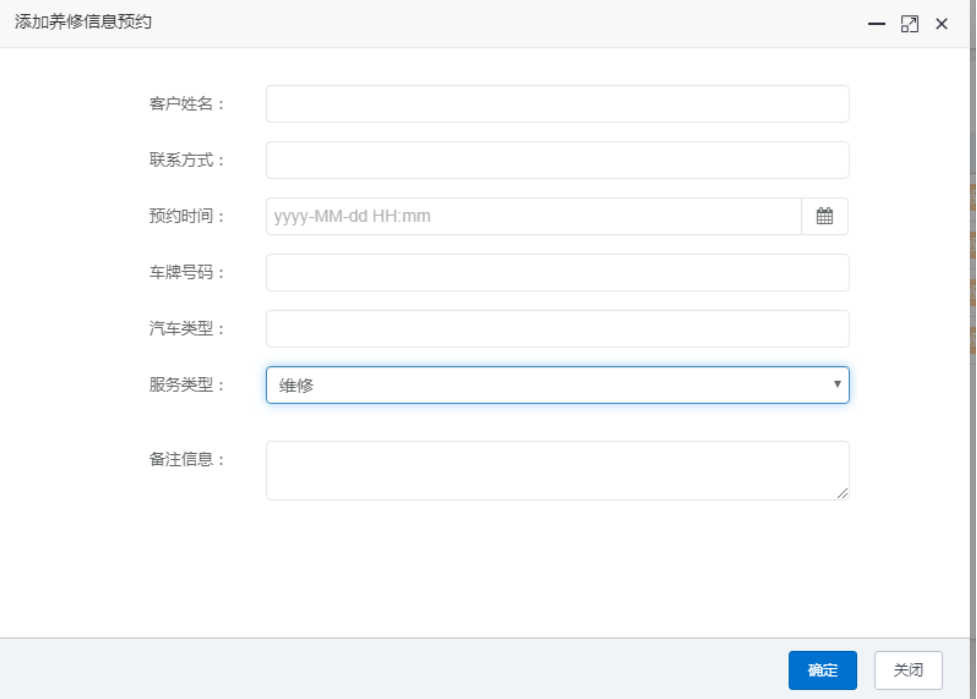 添加养修信息预约
客户姓名：
联系方式：
预约时间： yyyy-MM-dd HH:mm
车牌号码：
汽车类型：
服务类型： 维修
备注信息：
确定 关闭